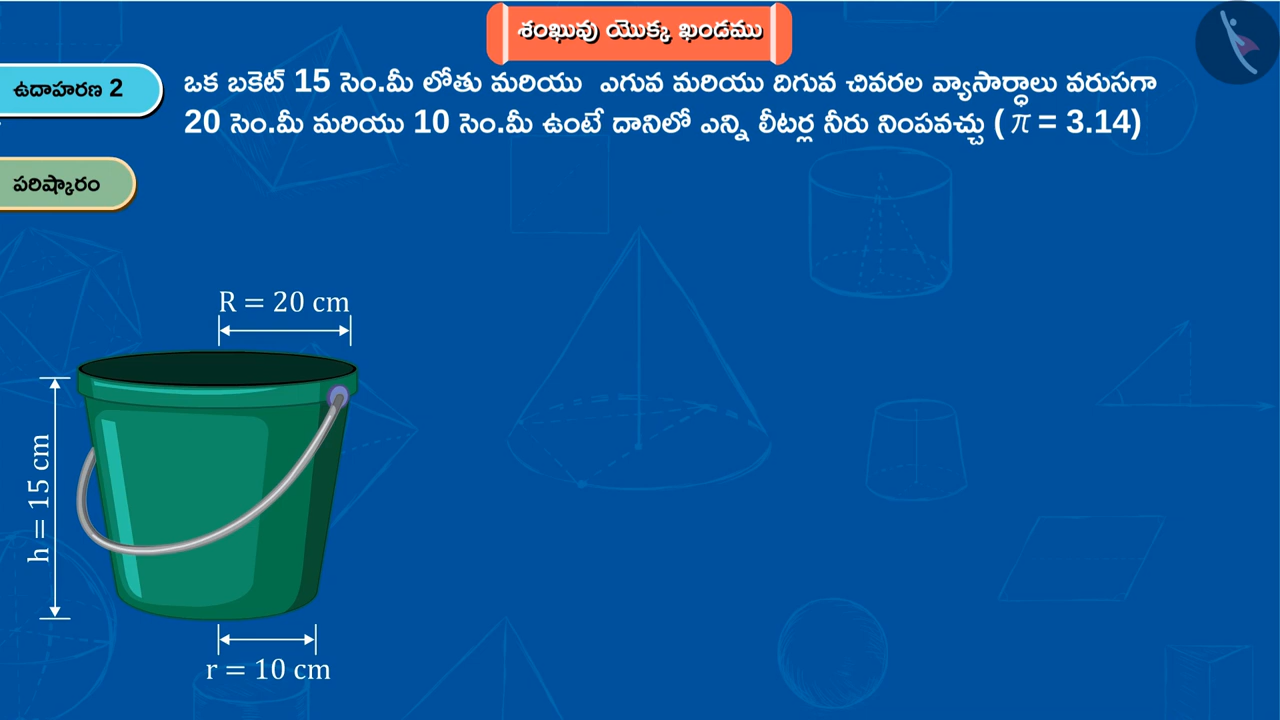 శంఖువు యొక్క ఖండము
ఉదాహరణ 2
ఒక బకెట్ 15 సెం.మీ లోతు మరియు ఎగువ మరియు దిగువ చివరల వ్యాసార్ధాలు వరుసగా
20 సెం.మీ మరియు 10 సెం.మీ ఉంటే దానిలో ఎన్ని లీటర్ల నీరు నింపవచ్చు ( π = 3.14)
పరిష్కారం
R = 20 cm
h = 15 cm
r = 10 cm